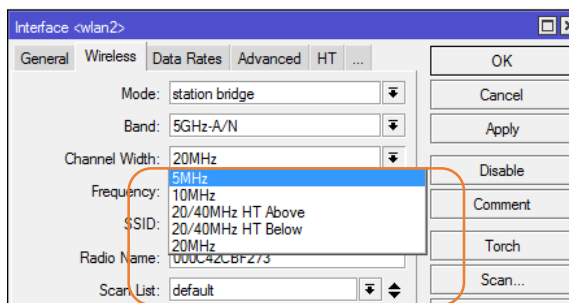 Interface <wlan2>
General Wireless Data Rates Advanced HT ...
OK
Mode: station bridge
Cancel
Band: 5GHz-A/N
Apply
Channel Width: 20MHz
Disable
5MHz
Frequency: 10MHz
Comment
20/40MHz HT Above
SSID: 20/40MHz HT Below
20MHz
Torch
Radio Name: 000C42CBF273
Scan...
Scan List: default